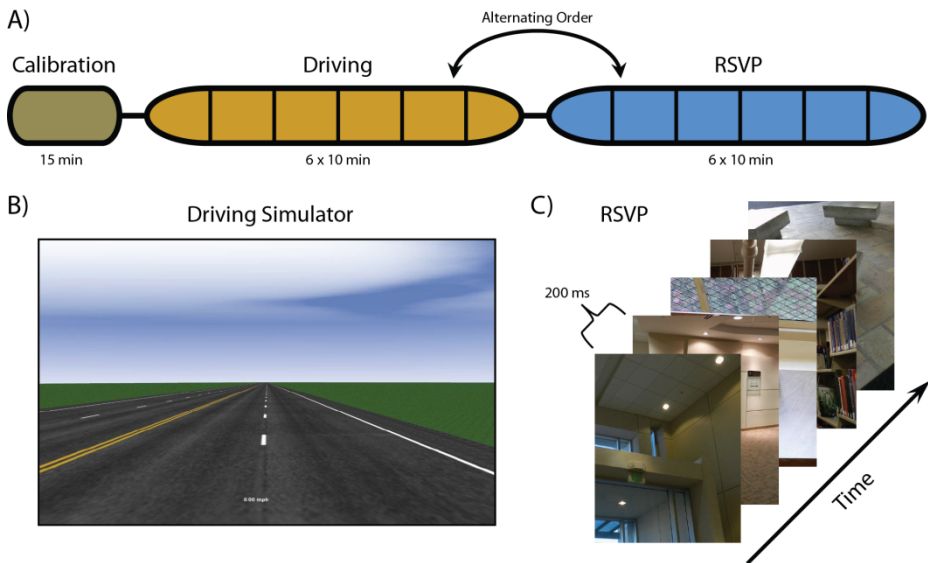 A)
Alternating Order
Calibration
Driving
RSVP
15 min
6 x 10 min
6 x 10 min
B)
Driving Simulator
C)
RSVP
200 ms
Time